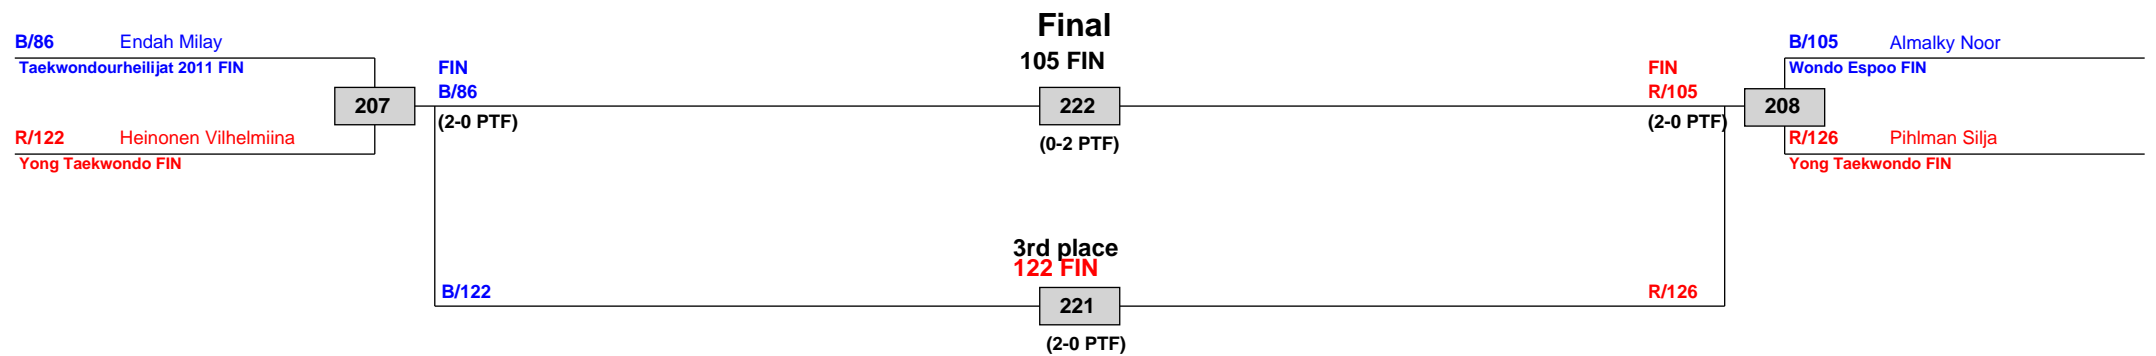 Final
105 FIN
B/86 Endah Milay
Taekwondourheilijat 2011 FIN
207
R/122 Heinonen Vilhelmiina
Yong Taekwondo FIN
FIN
B/86
(2-0 PTF)
222
(0-2 PTF)
FIN
R/105
(2-0 PTF)
B/105 Almalky Noor
Wondo Espoo FIN
208
R/126 Pihlman Silja
Yong Taekwondo FIN
3rd place
122 FIN
B/122
221
R/126
(2-0 PTF)